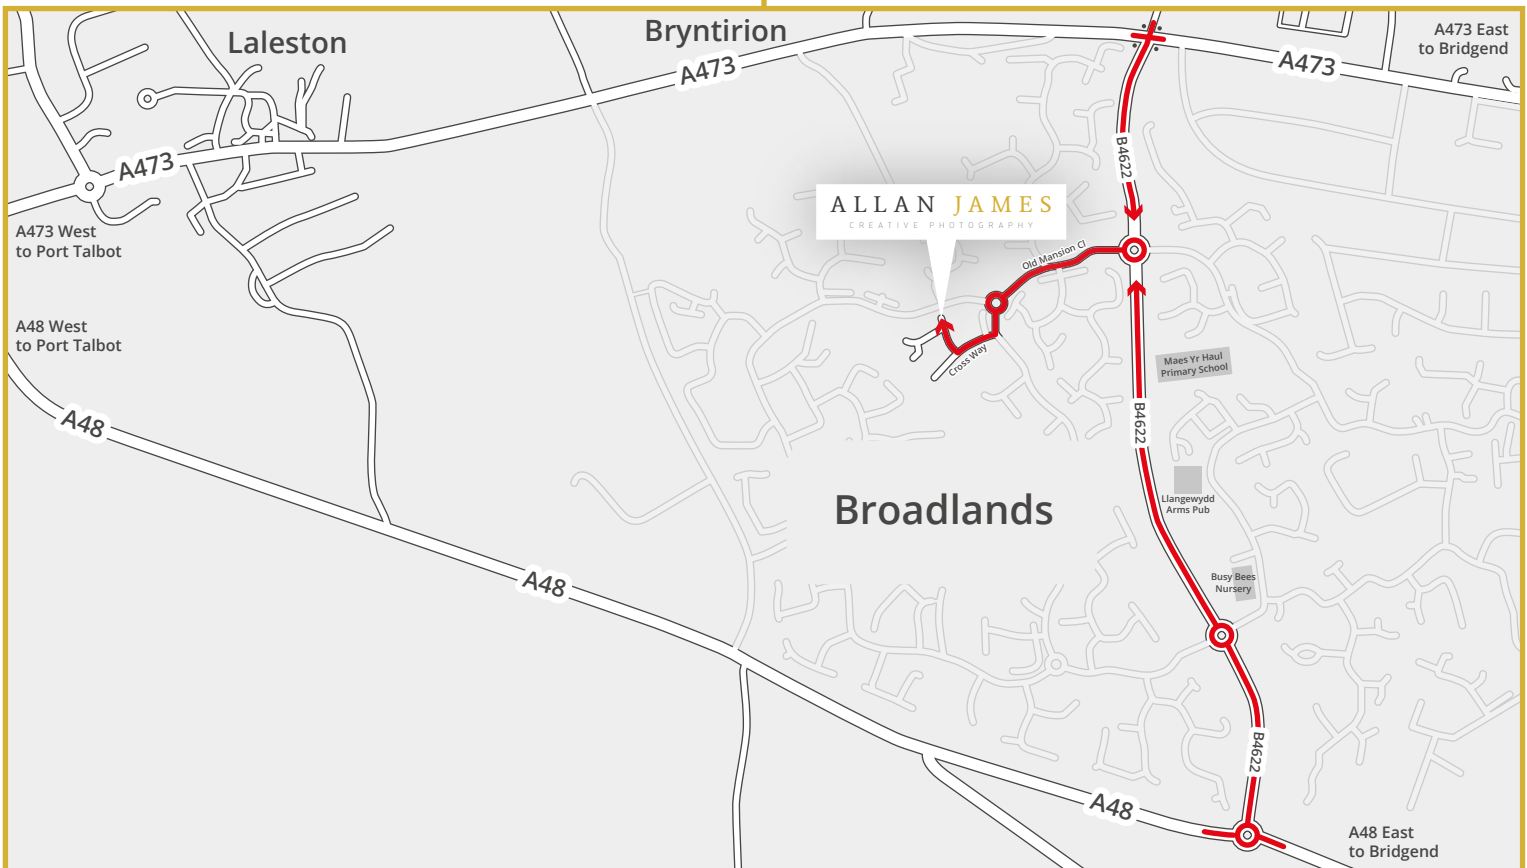 Laleston
Bryntirion
A473 East
to Bridgend
A473
A473
A473
B4622
ALLAN JAMES
CREATIVE PHOTOGRAPHY
A473 West
to Port Talbot
Old Mansion Cl
A48 West
to Port Talbot
Cross Way
Maes Yr Haul
Primary School
A48
B4622
Llangewydd
Arms Pub
Broadlands
A48
Busy Bees
Nursery
B4622
A48
A48 East
to Bridgend